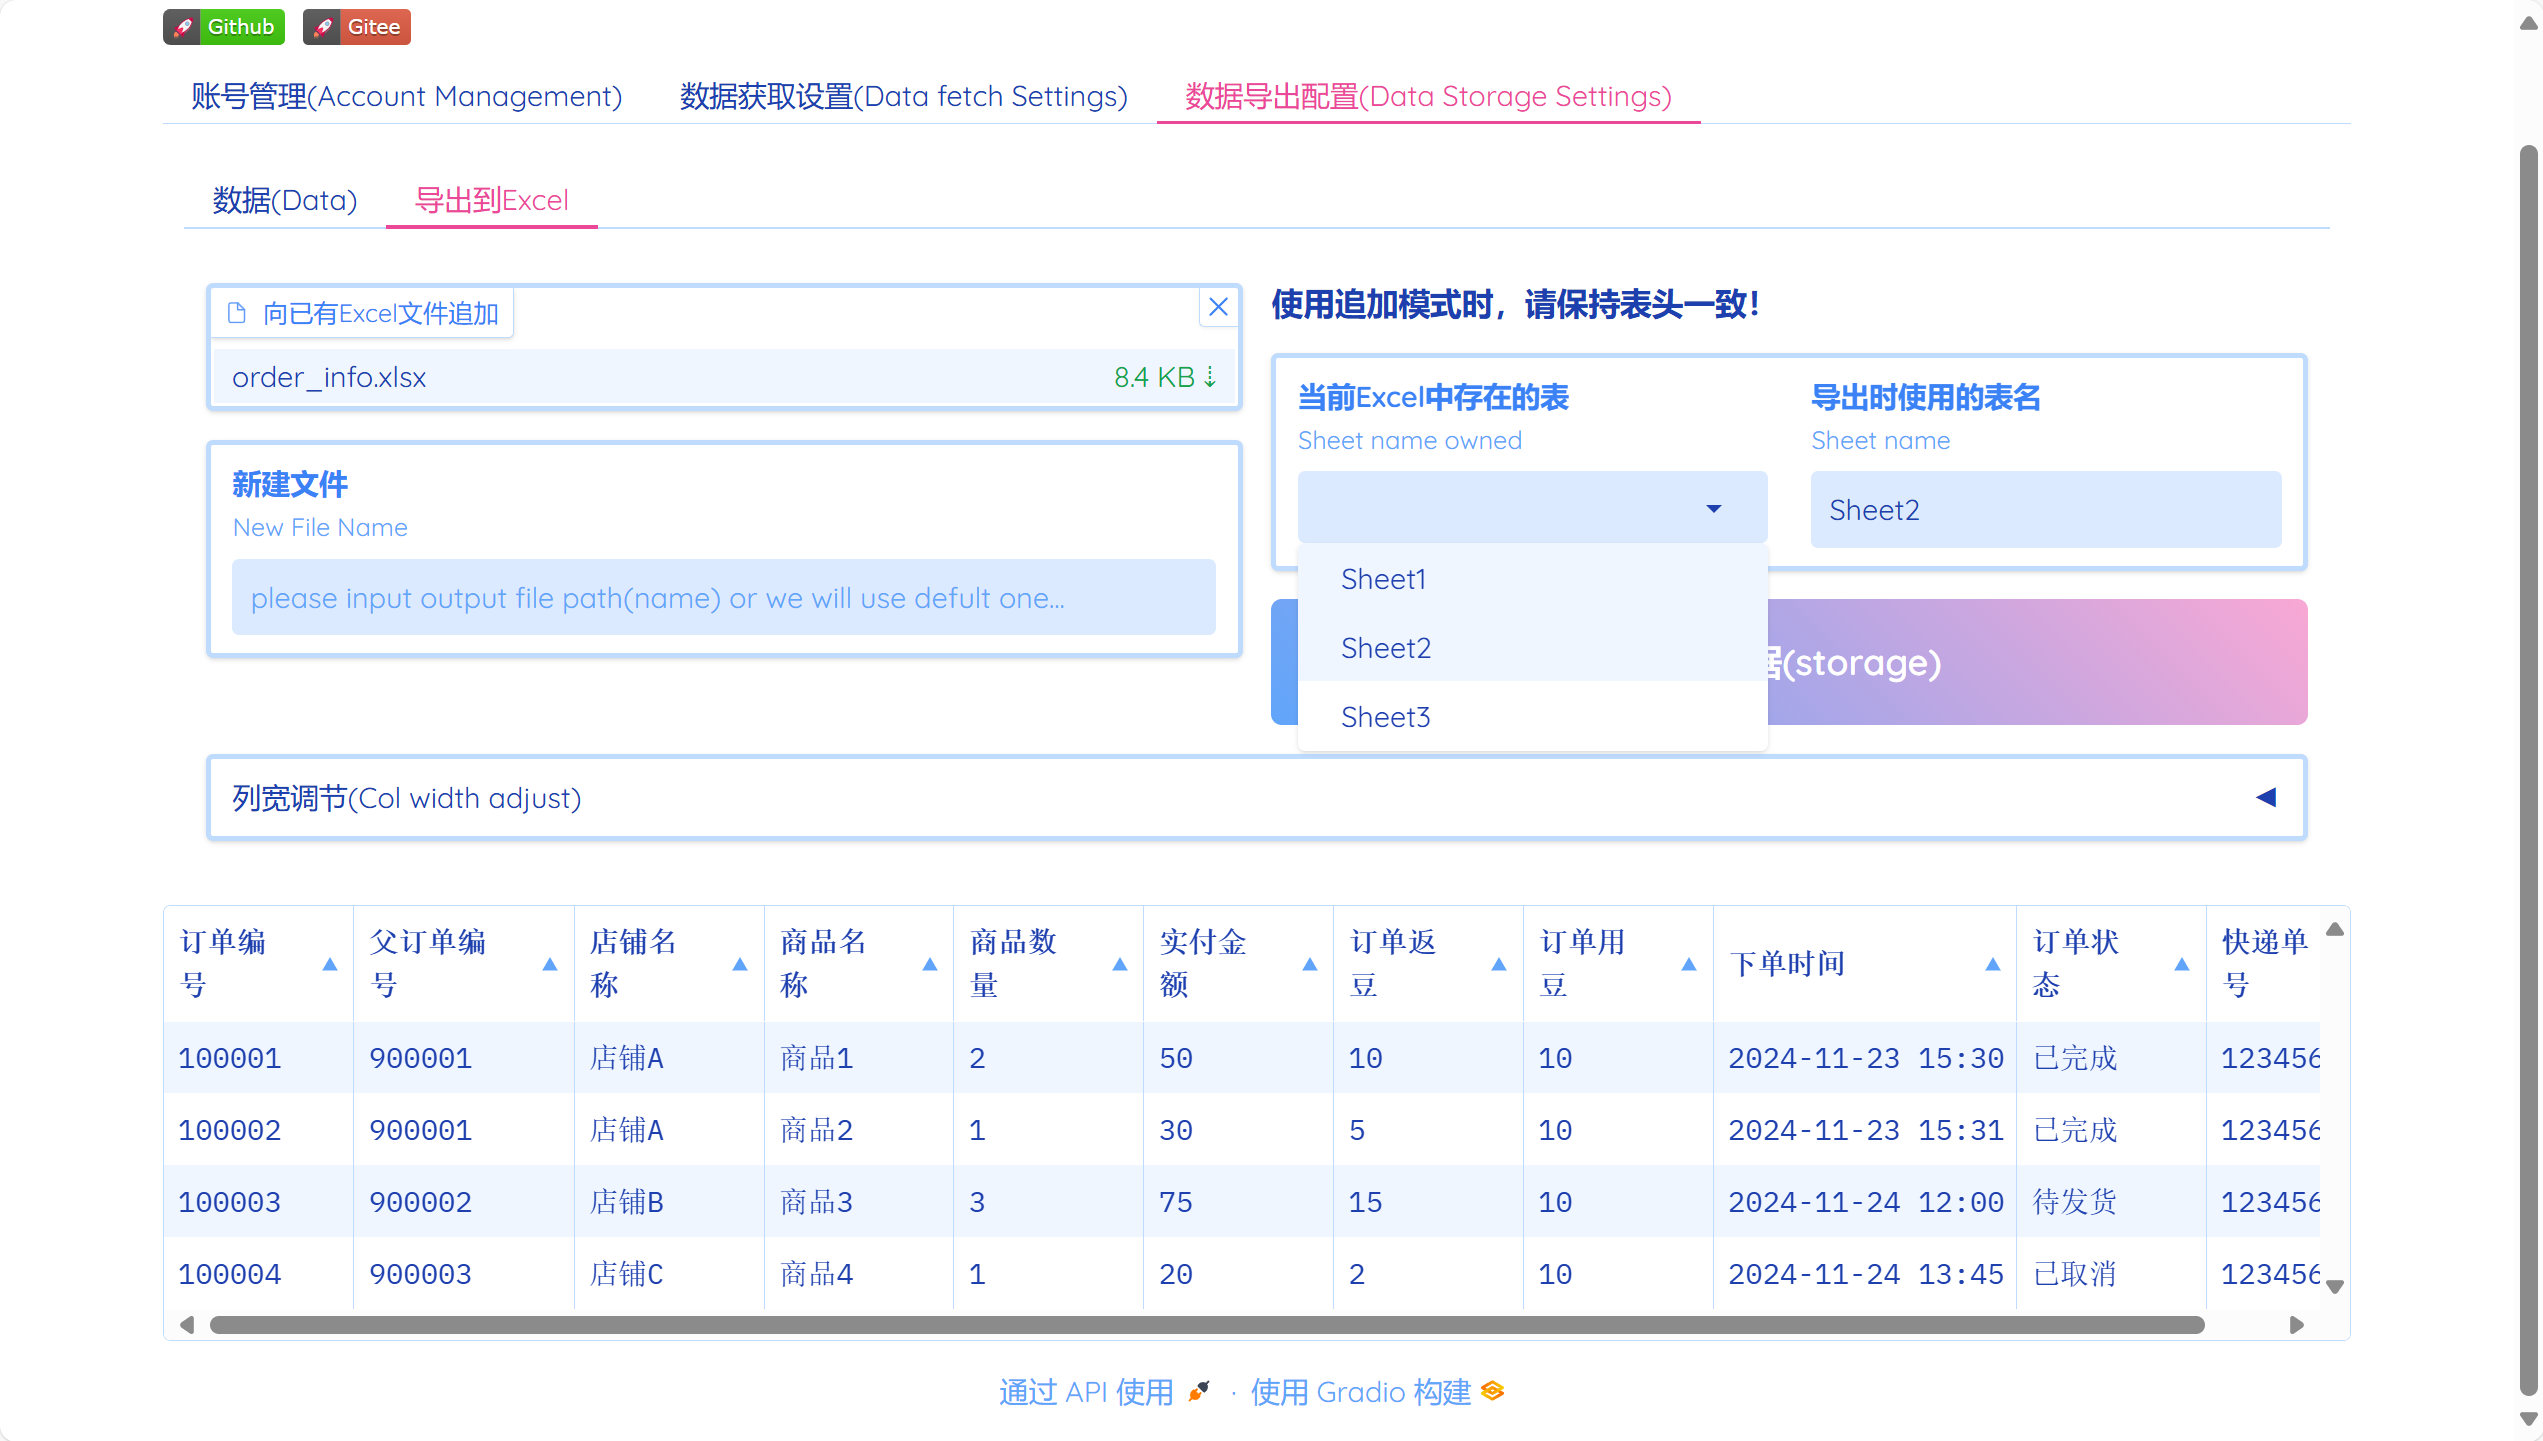 Github
Gitee
账号管理(Account Management)
数据获取设置(Data fetch Settings)
数据导出配置(Data Storage Settings)
数据(Data)
导出到Excel
向已有Excel文件追加
order_info.xlsx
8.4 KB ⇣
新建文件
New File Name
please input output file path(name) or we will use defult one...
使用追加模式时，请保持表头一致！
当前Excel中存在的表
Sheet name owned
导出时使用的表名
Sheet name
Sheet2
Sheet1
Sheet2
Sheet3
(storage)
列宽调节(Col width adjust)
订单编号 父订单编号 店铺名称 商品名称 商品数量 实付金额 订单返豆 订单用豆 下单时间 订单状态 快递单号
100001 900001 店铺A 商品1 2 50 10 10 2024-11-23 15:30 已完成 123456
100002 900001 店铺A 商品2 1 30 5 10 2024-11-23 15:31 已完成 123456
100003 900002 店铺B 商品3 3 75 15 10 2024-11-24 12:00 待发货 123456
100004 900003 店铺C 商品4 1 20 2 10 2024-11-24 13:45 已取消 123456
通过 API 使用 · 使用 Gradio 构建